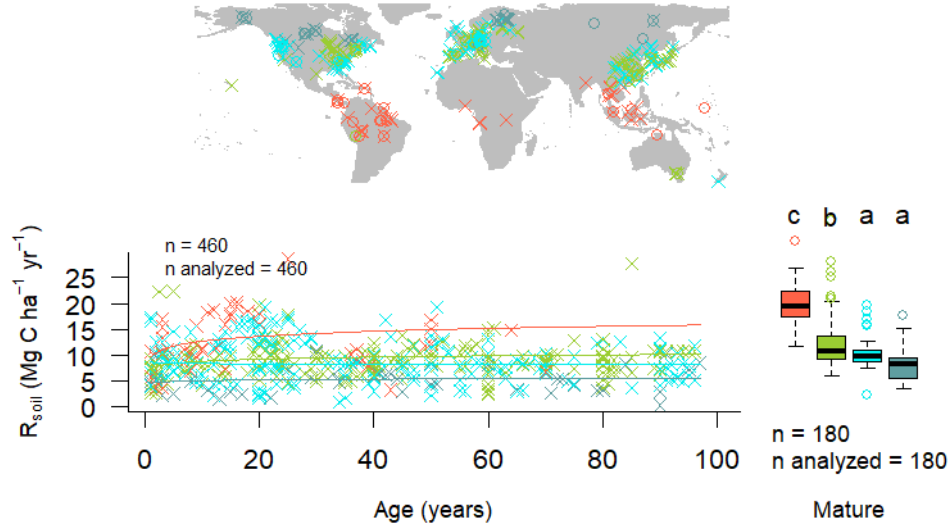 n = 460
n analyzed = 460
c b a a
R_soil (Mg C ha⁻¹ yr⁻¹)
25
20
15
10
5
0
0 20 40 60 80 100
Age (years)
n = 180
n analyzed = 180
Mature